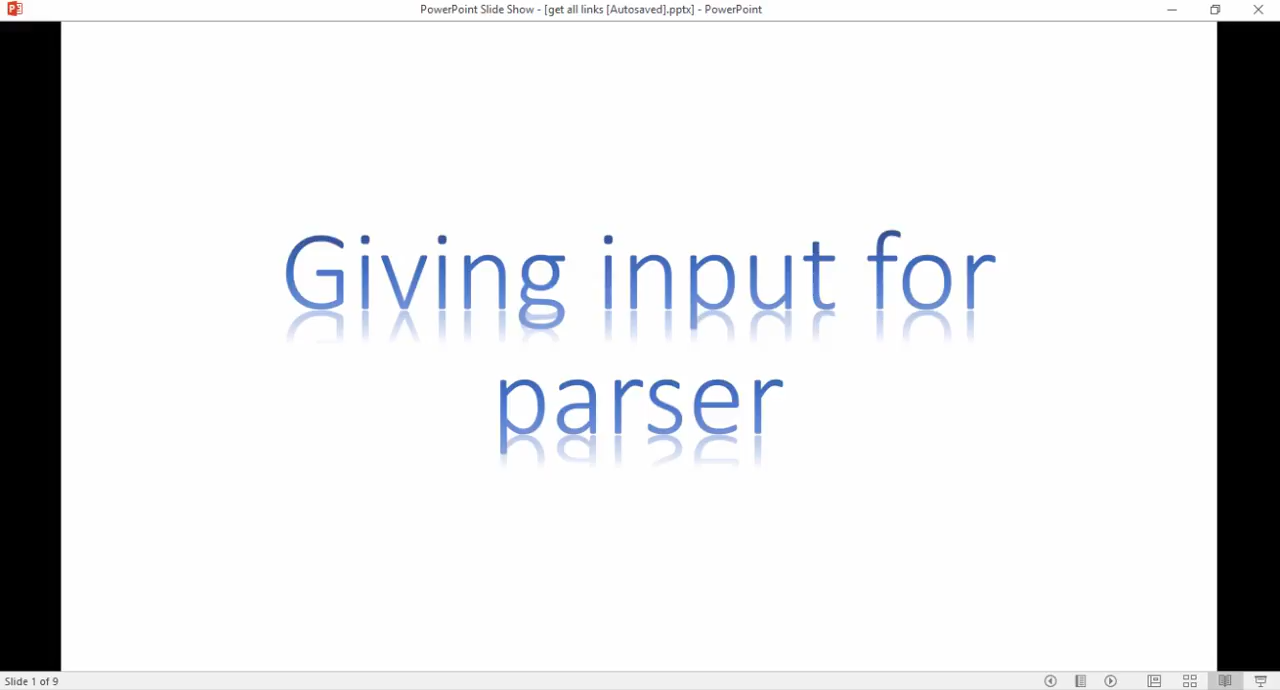 PowerPoint Slide Show - [get all links [Autosaved].pptx] - PowerPoint
Giving input for
parser
Slide 1 of 9